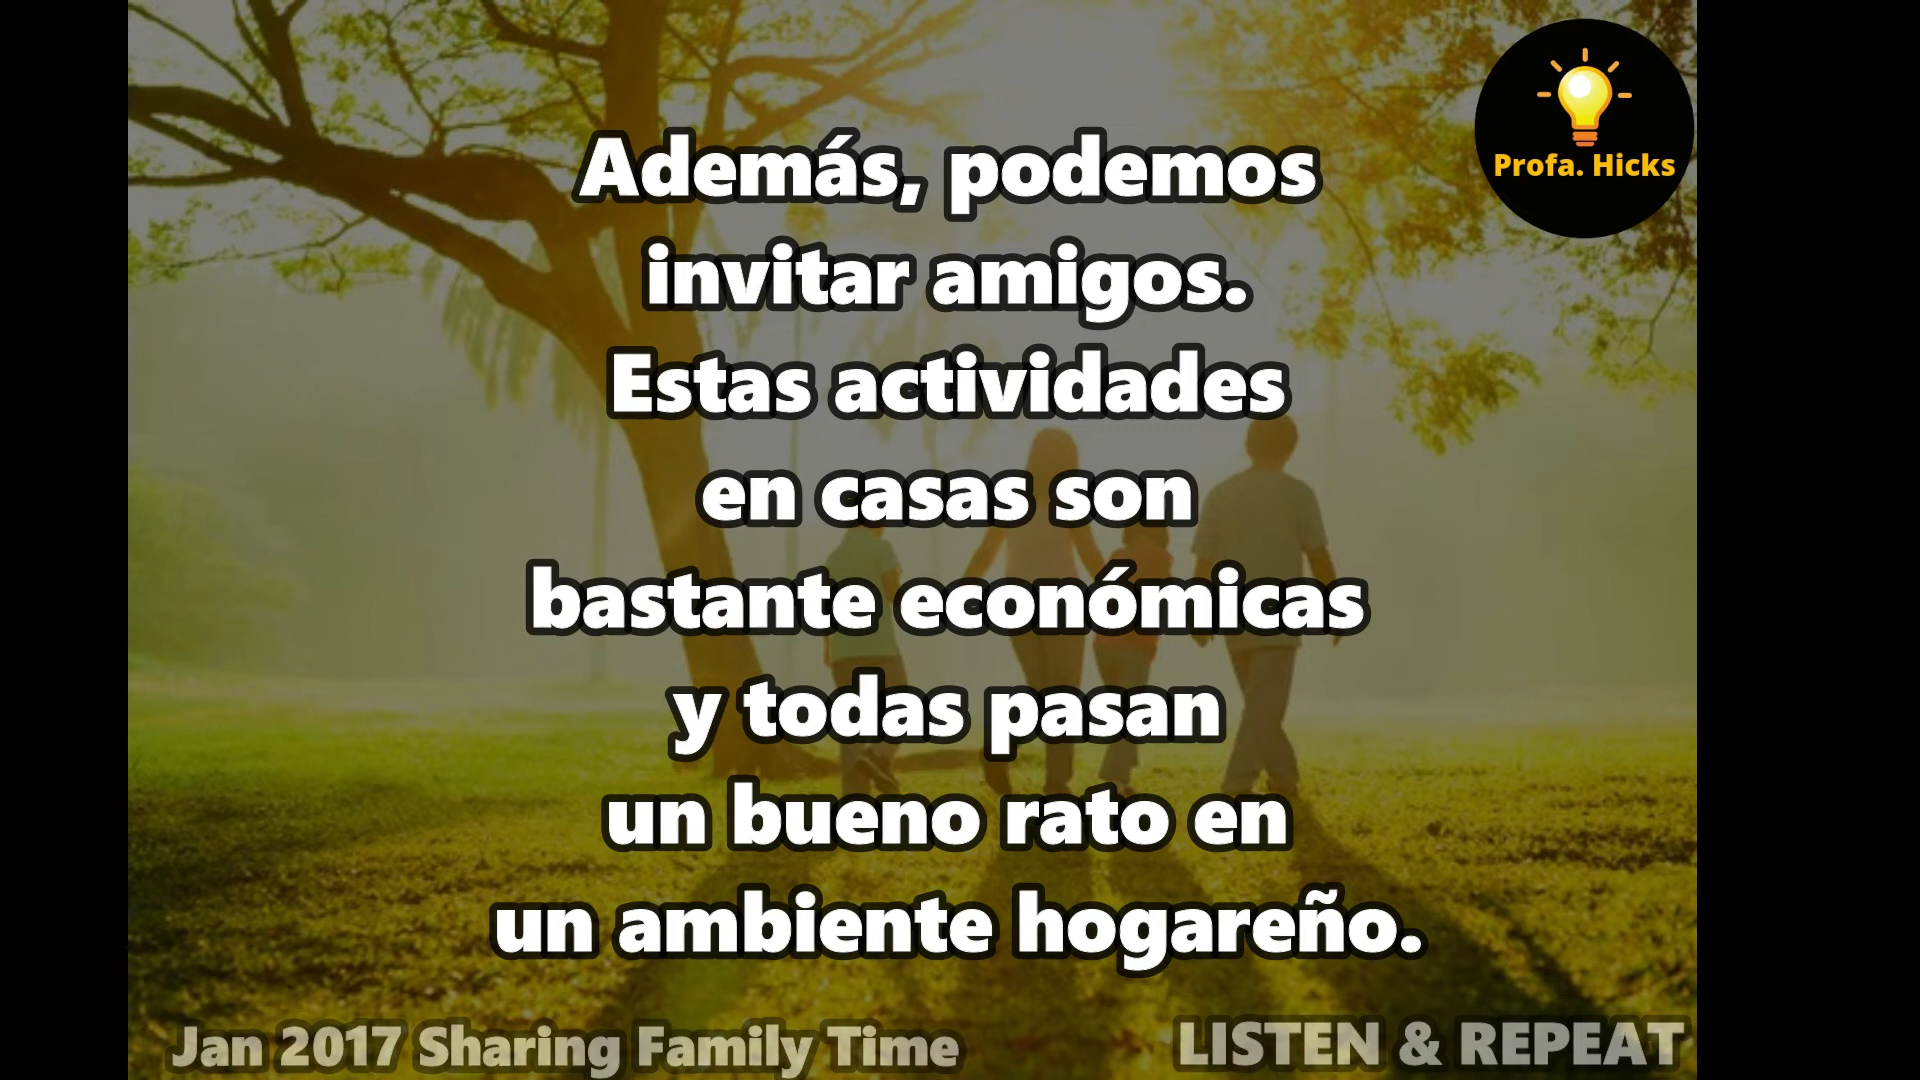 Profa. Hicks
Además, podemos
invitar amigos.
Estas actividades
en casas son
bastante económicas
y todas pasan
un bueno rato en
un ambiente hogareño.
Jan 2017 Sharing Family Time
LISTEN & REPEAT